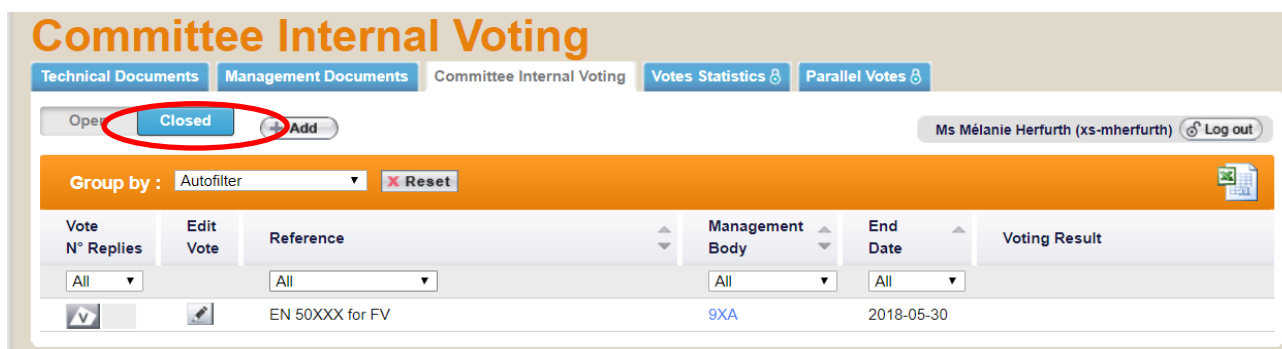 Committee Internal Voting
Technical Documents Management Documents Committee Internal Voting Votes Statistics Parallel Votes
Open Closed Add
Ms Mélanie Herfurth (xs-mherfurth) Log out
Group by : Autofilter Reset
Vote N° Replies
Edit Vote
Reference
Management Body
End Date
Voting Result
All All All All
V EN 50XXX for FV 9XA 2018-05-30